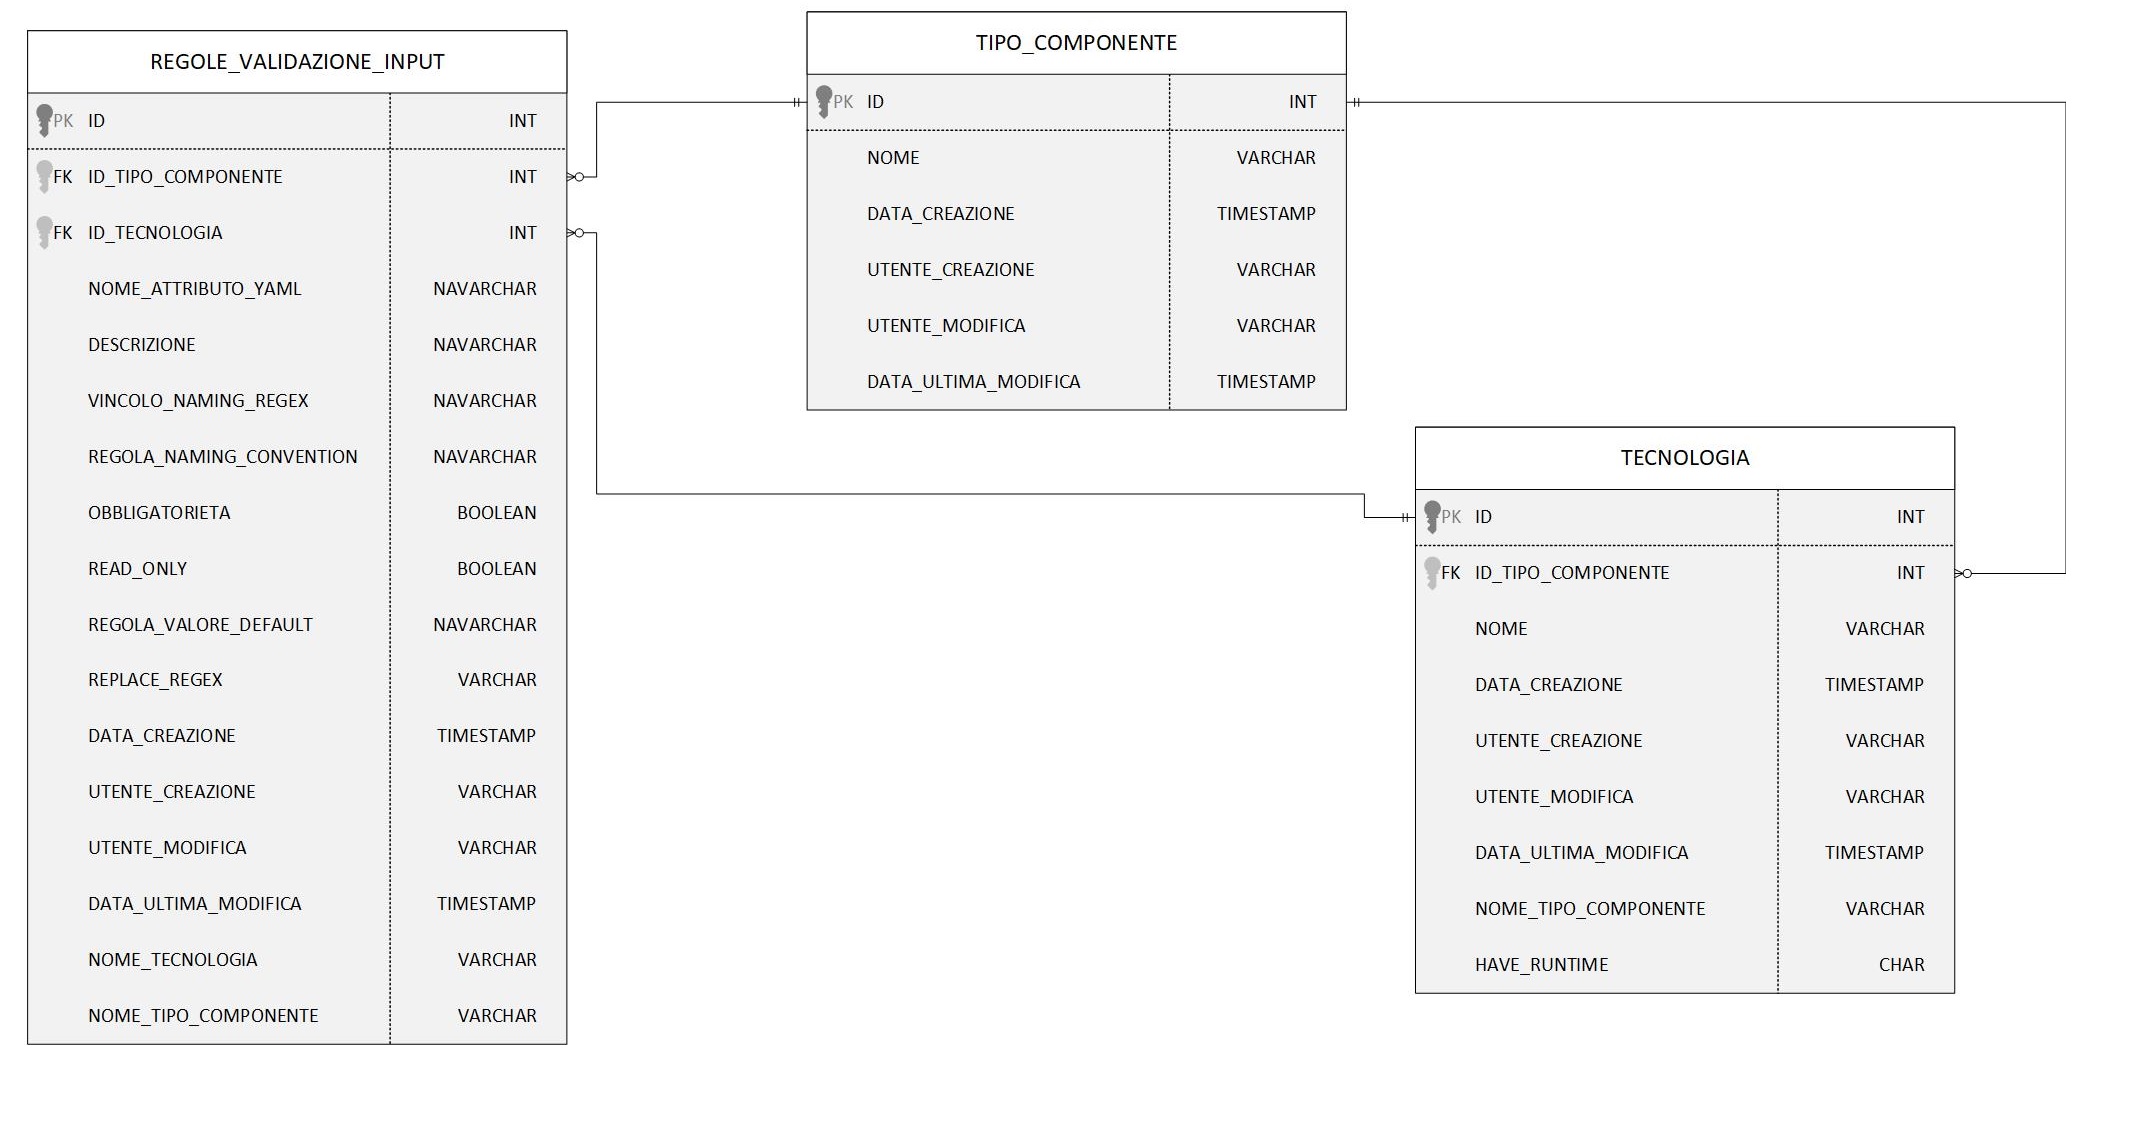 REGOLE_VALIDAZIONE_INPUT
PK ID INT
FK ID_TIPO_COMPONENTE INT
FK ID_TECNOLOGIA INT
NOME_ATTRIBUTO_YAML NAVARCHAR
DESCRIZIONE NAVARCHAR
VINCOLO_NAMING_REGEX NAVARCHAR
REGOLA_NAMING_CONVENTION NAVARCHAR
OBBLIGATORIETA BOOLEAN
READ_ONLY BOOLEAN
REGOLA_VALORE_DEFAULT NAVARCHAR
REPLACE_REGEX VARCHAR
DATA_CREAZIONE TIMESTAMP
UTENTE_CREAZIONE VARCHAR
UTENTE_MODIFICA VARCHAR
DATA_ULTIMA_MODIFICA TIMESTAMP
NOME_TECNOLOGIA VARCHAR
NOME_TIPO_COMPONENTE VARCHAR
TIPO_COMPONENTE
PK ID INT
NOME VARCHAR
DATA_CREAZIONE TIMESTAMP
UTENTE_CREAZIONE VARCHAR
UTENTE_MODIFICA VARCHAR
DATA_ULTIMA_MODIFICA TIMESTAMP
TECNOLOGIA
PK ID INT
FK ID_TIPO_COMPONENTE INT
NOME VARCHAR
DATA_CREAZIONE TIMESTAMP
UTENTE_CREAZIONE VARCHAR
UTENTE_MODIFICA VARCHAR
DATA_ULTIMA_MODIFICA TIMESTAMP
NOME_TIPO_COMPONENTE VARCHAR
HAVE_RUNTIME CHAR